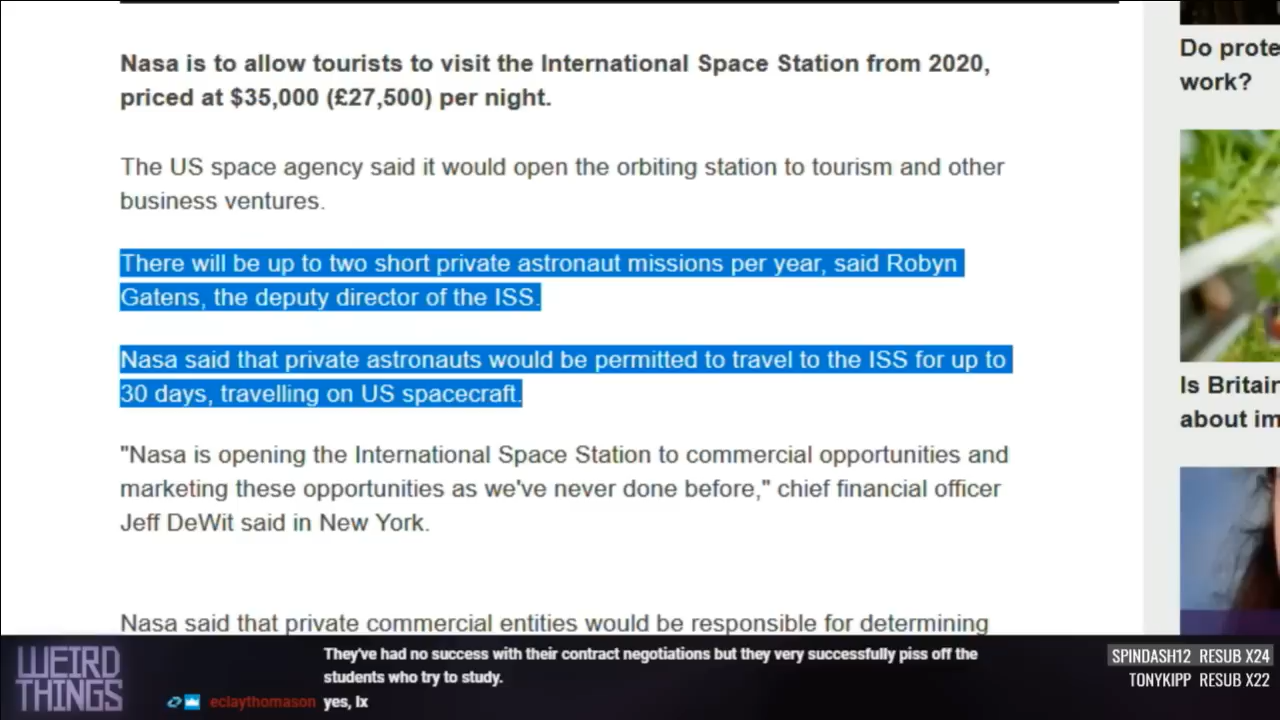 Nasa is to allow tourists to visit the International Space Station from 2020,
priced at $35,000 (£27,500) per night.
The US space agency said it would open the orbiting station to tourism and other
business ventures.
There will be up to two short private astronaut missions per year, said Robyn
Gatens, the deputy director of the ISS.
Nasa said that private astronauts would be permitted to travel to the ISS for up to
30 days, travelling on US spacecraft.
"Nasa is opening the International Space Station to commercial opportunities and
marketing these opportunities as we've never done before," chief financial officer
Jeff DeWit said in New York.
Nasa said that private commercial entities would be responsible for determining
Do prote
work?
Is Britair
about im
WEIRD
THINGS
They've had no success with their contract negotiations but they very successfully piss off the
students who try to study.
eclaythomason yes, lx
SPINDASH12 RESUB X24
TONYKIPP RESUB X22